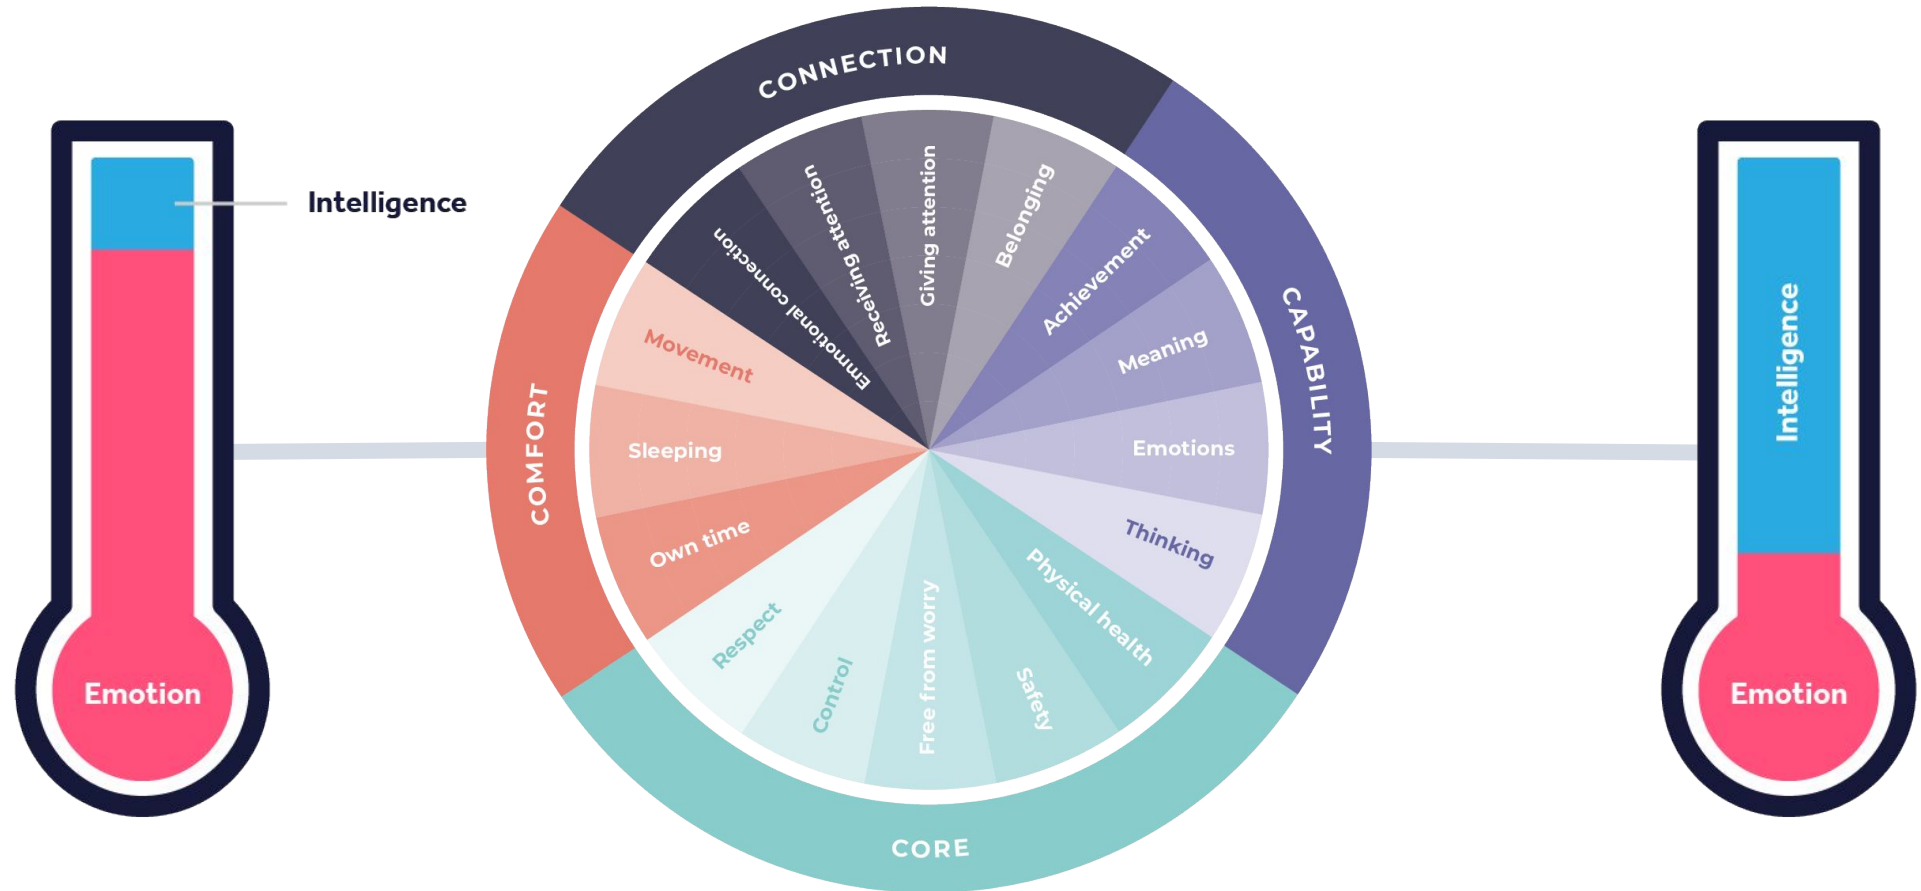 CONNECTION
CAPABILITY
CORE
COMFORT
Emmotional connection
Receiving attention
Giving attention
Belonging
Achievement
Meaning
Emotions
Thinking
Physical health
Safety
Free from worry
Control
Respect
Own time
Sleeping
Movement
Intelligence
Emotion
Intelligence
Emotion